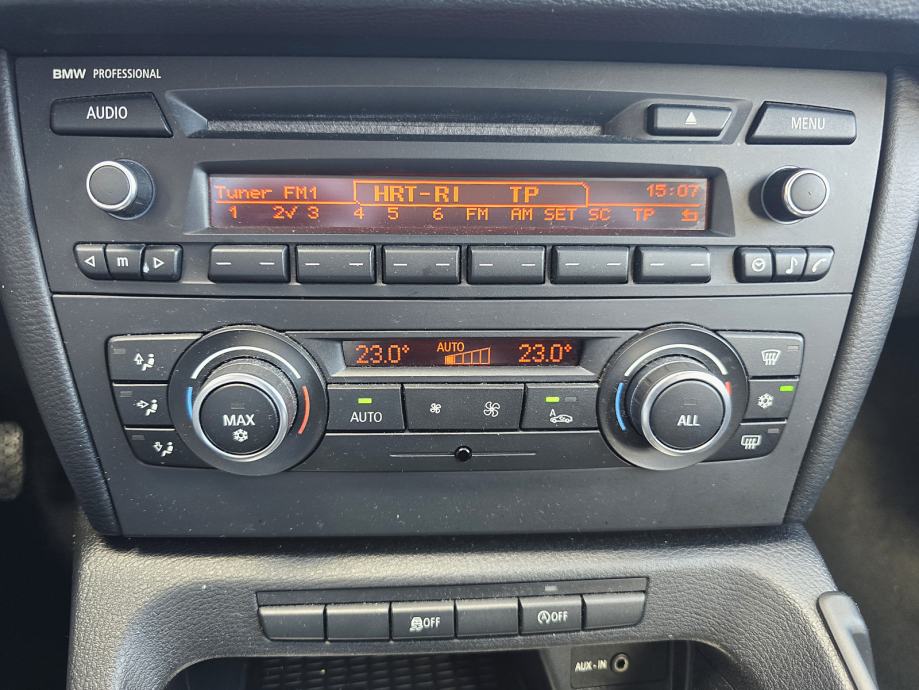 BMW PROFESSIONAL
AUDIO
MENU
Tuner FM1 HRT-RI TP 15:07
1 2✓ 3 4 5 6 FM AM SET SC TP
m
23.0° AUTO 23.0°
MAX
AUTO
A
ALL
OFF
OFF
AUX-IN